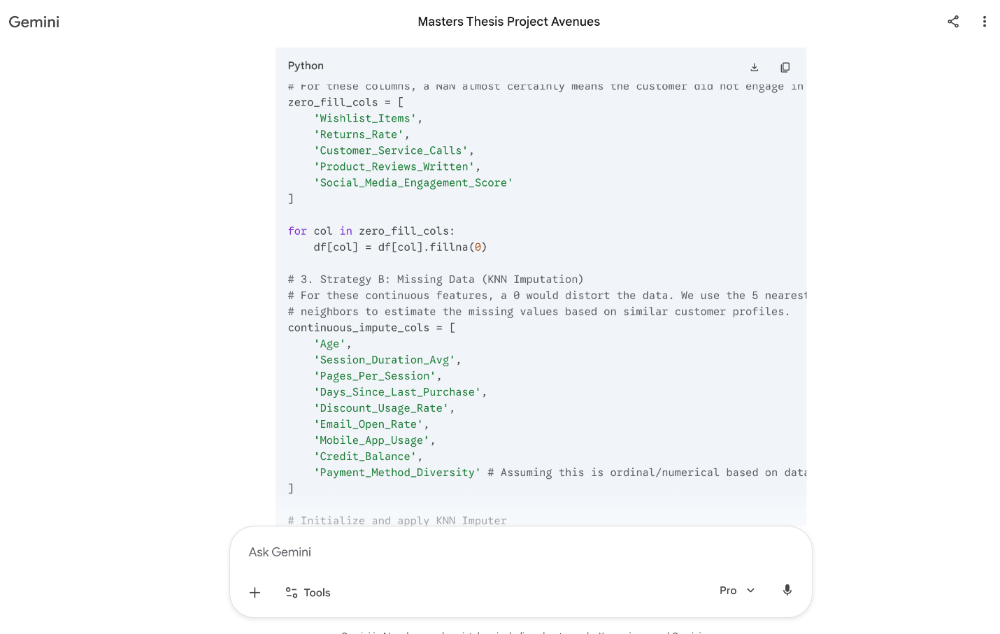 Gemini
Masters Thesis Project Avenues
Python
# For these columns, a NaN almost certainly means the customer did not engage in
zero_fill_cols = [
    'Wishlist_Items',
    'Returns_Rate',
    'Customer_Service_Calls',
    'Product_Reviews_Written',
    'Social_Media_Engagement_Score'
]
for col in zero_fill_cols:
    df[col] = df[col].fillna(0)
# 3. Strategy B: Missing Data (KNN Imputation)
# For these continuous features, a 0 would distort the data. We use the 5 nearest
# neighbors to estimate the missing values based on similar customer profiles.
continuous_impute_cols = [
    'Age',
    'Session_Duration_Avg',
    'Pages_Per_Session',
    'Days_Since_Last_Purchase',
    'Discount_Usage_Rate',
    'Email_Open_Rate',
    'Mobile_App_Usage',
    'Credit_Balance',
    'Payment_Method_Diversity' # Assuming this is ordinal/numerical based on data
]
# Initialize and apply KNN Imputer
Ask Gemini
Tools
Pro